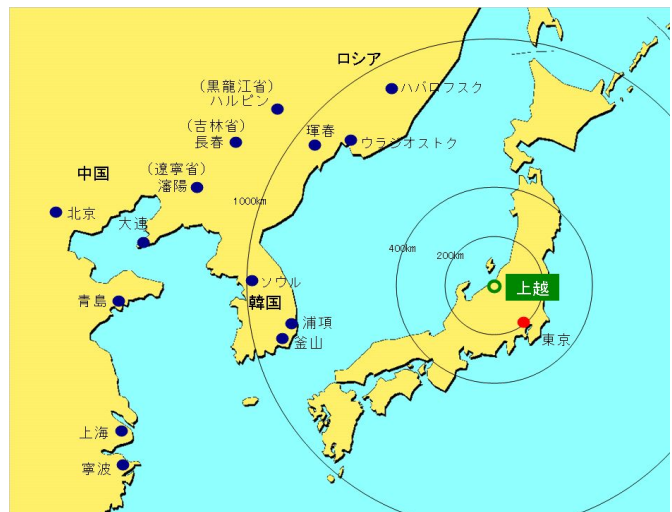 ロシア
(黒龍江省)
ハルビン
ハバロフスク
(吉林省)
長春
琿春
ウラジオストク
中国
(遼寧省)
瀋陽
1000km
北京
大連
400km
200km
上越
ソウル
青島
韓国
浦項
釜山
東京
上海
寧波